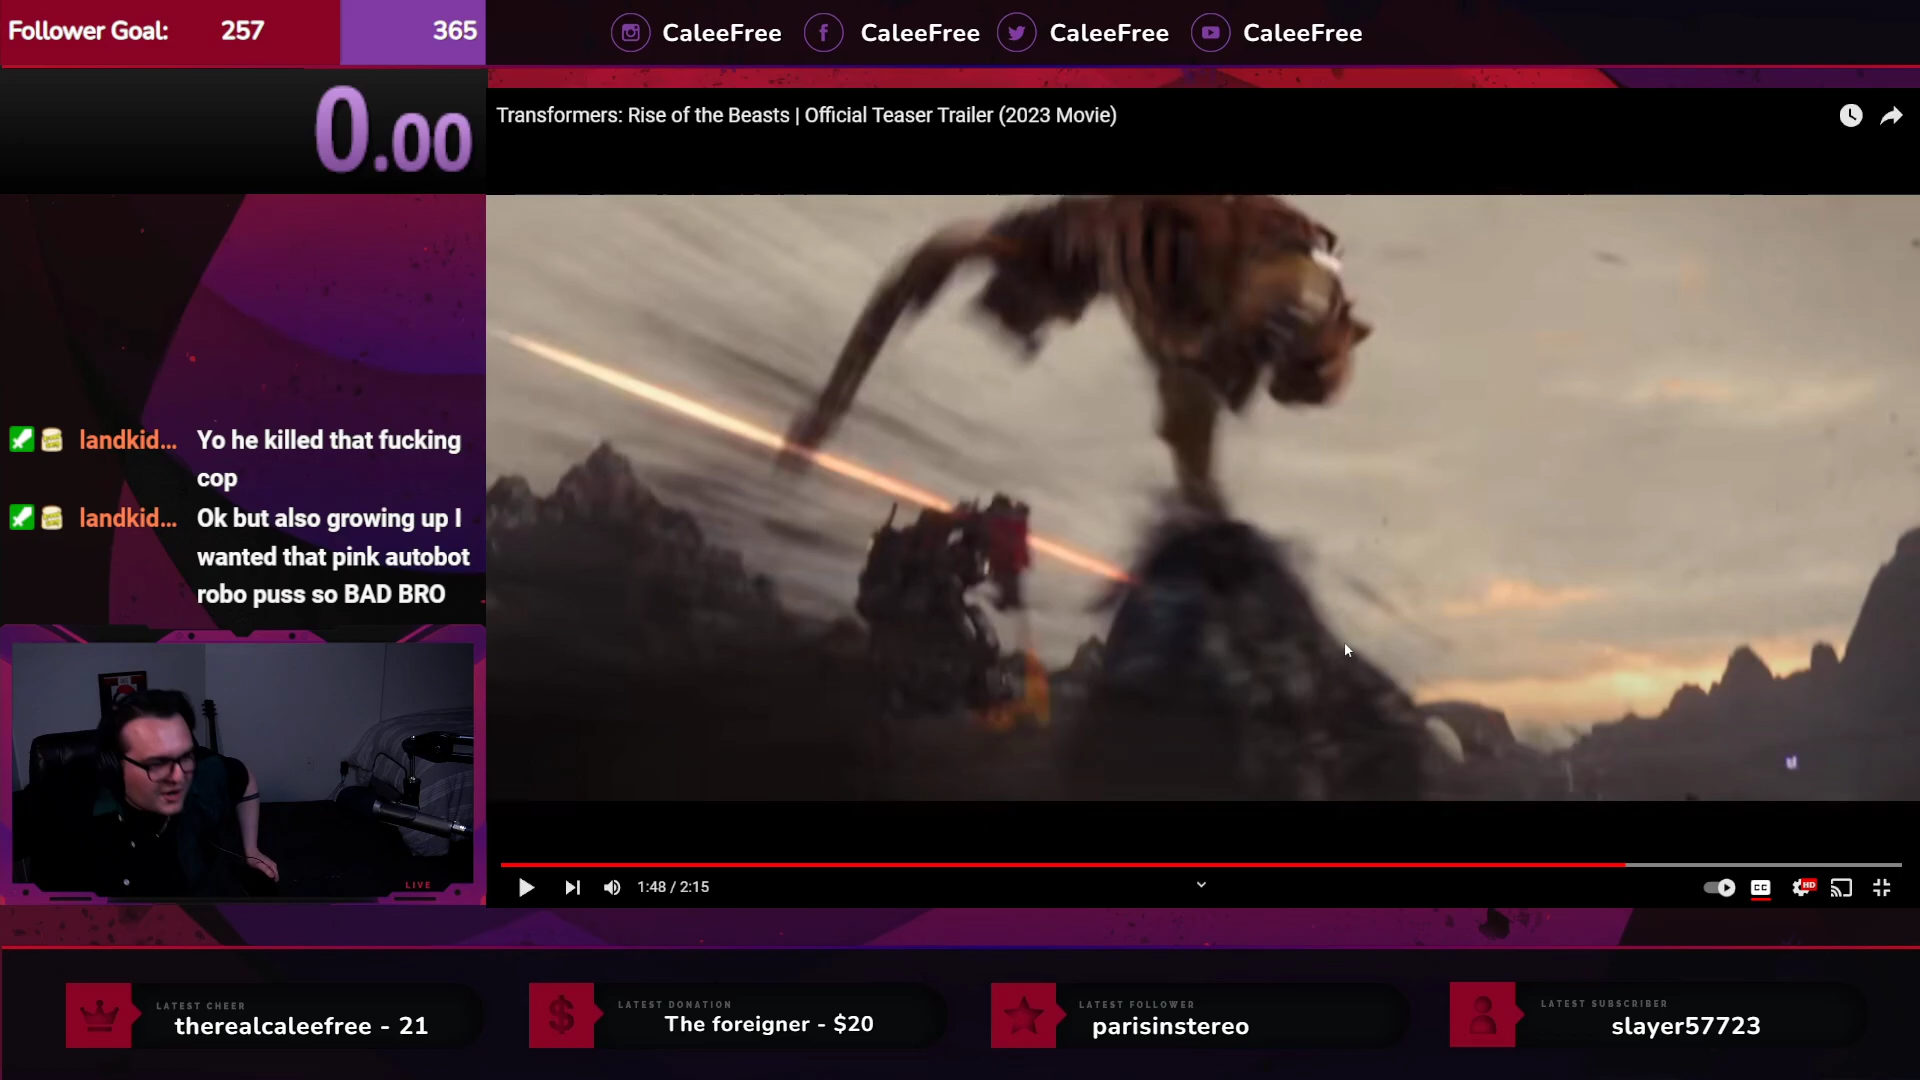 Follower Goal: 257 365
CaleeFree CaleeFree CaleeFree CaleeFree
0.00
Transformers: Rise of the Beasts | Official Teaser Trailer (2023 Movie)
landkid... Yo he killed that fucking
cop
landkid... Ok but also growing up I
wanted that pink autobot
robo puss so BAD BRO
LIVE
1:48 / 2:15
CC
HD
LATEST CHEER
therealcaleefree - 21
LATEST DONATION
The foreigner - $20
LATEST FOLLOWER
parisinstereo
LATEST SUBSCRIBER
slayer57723